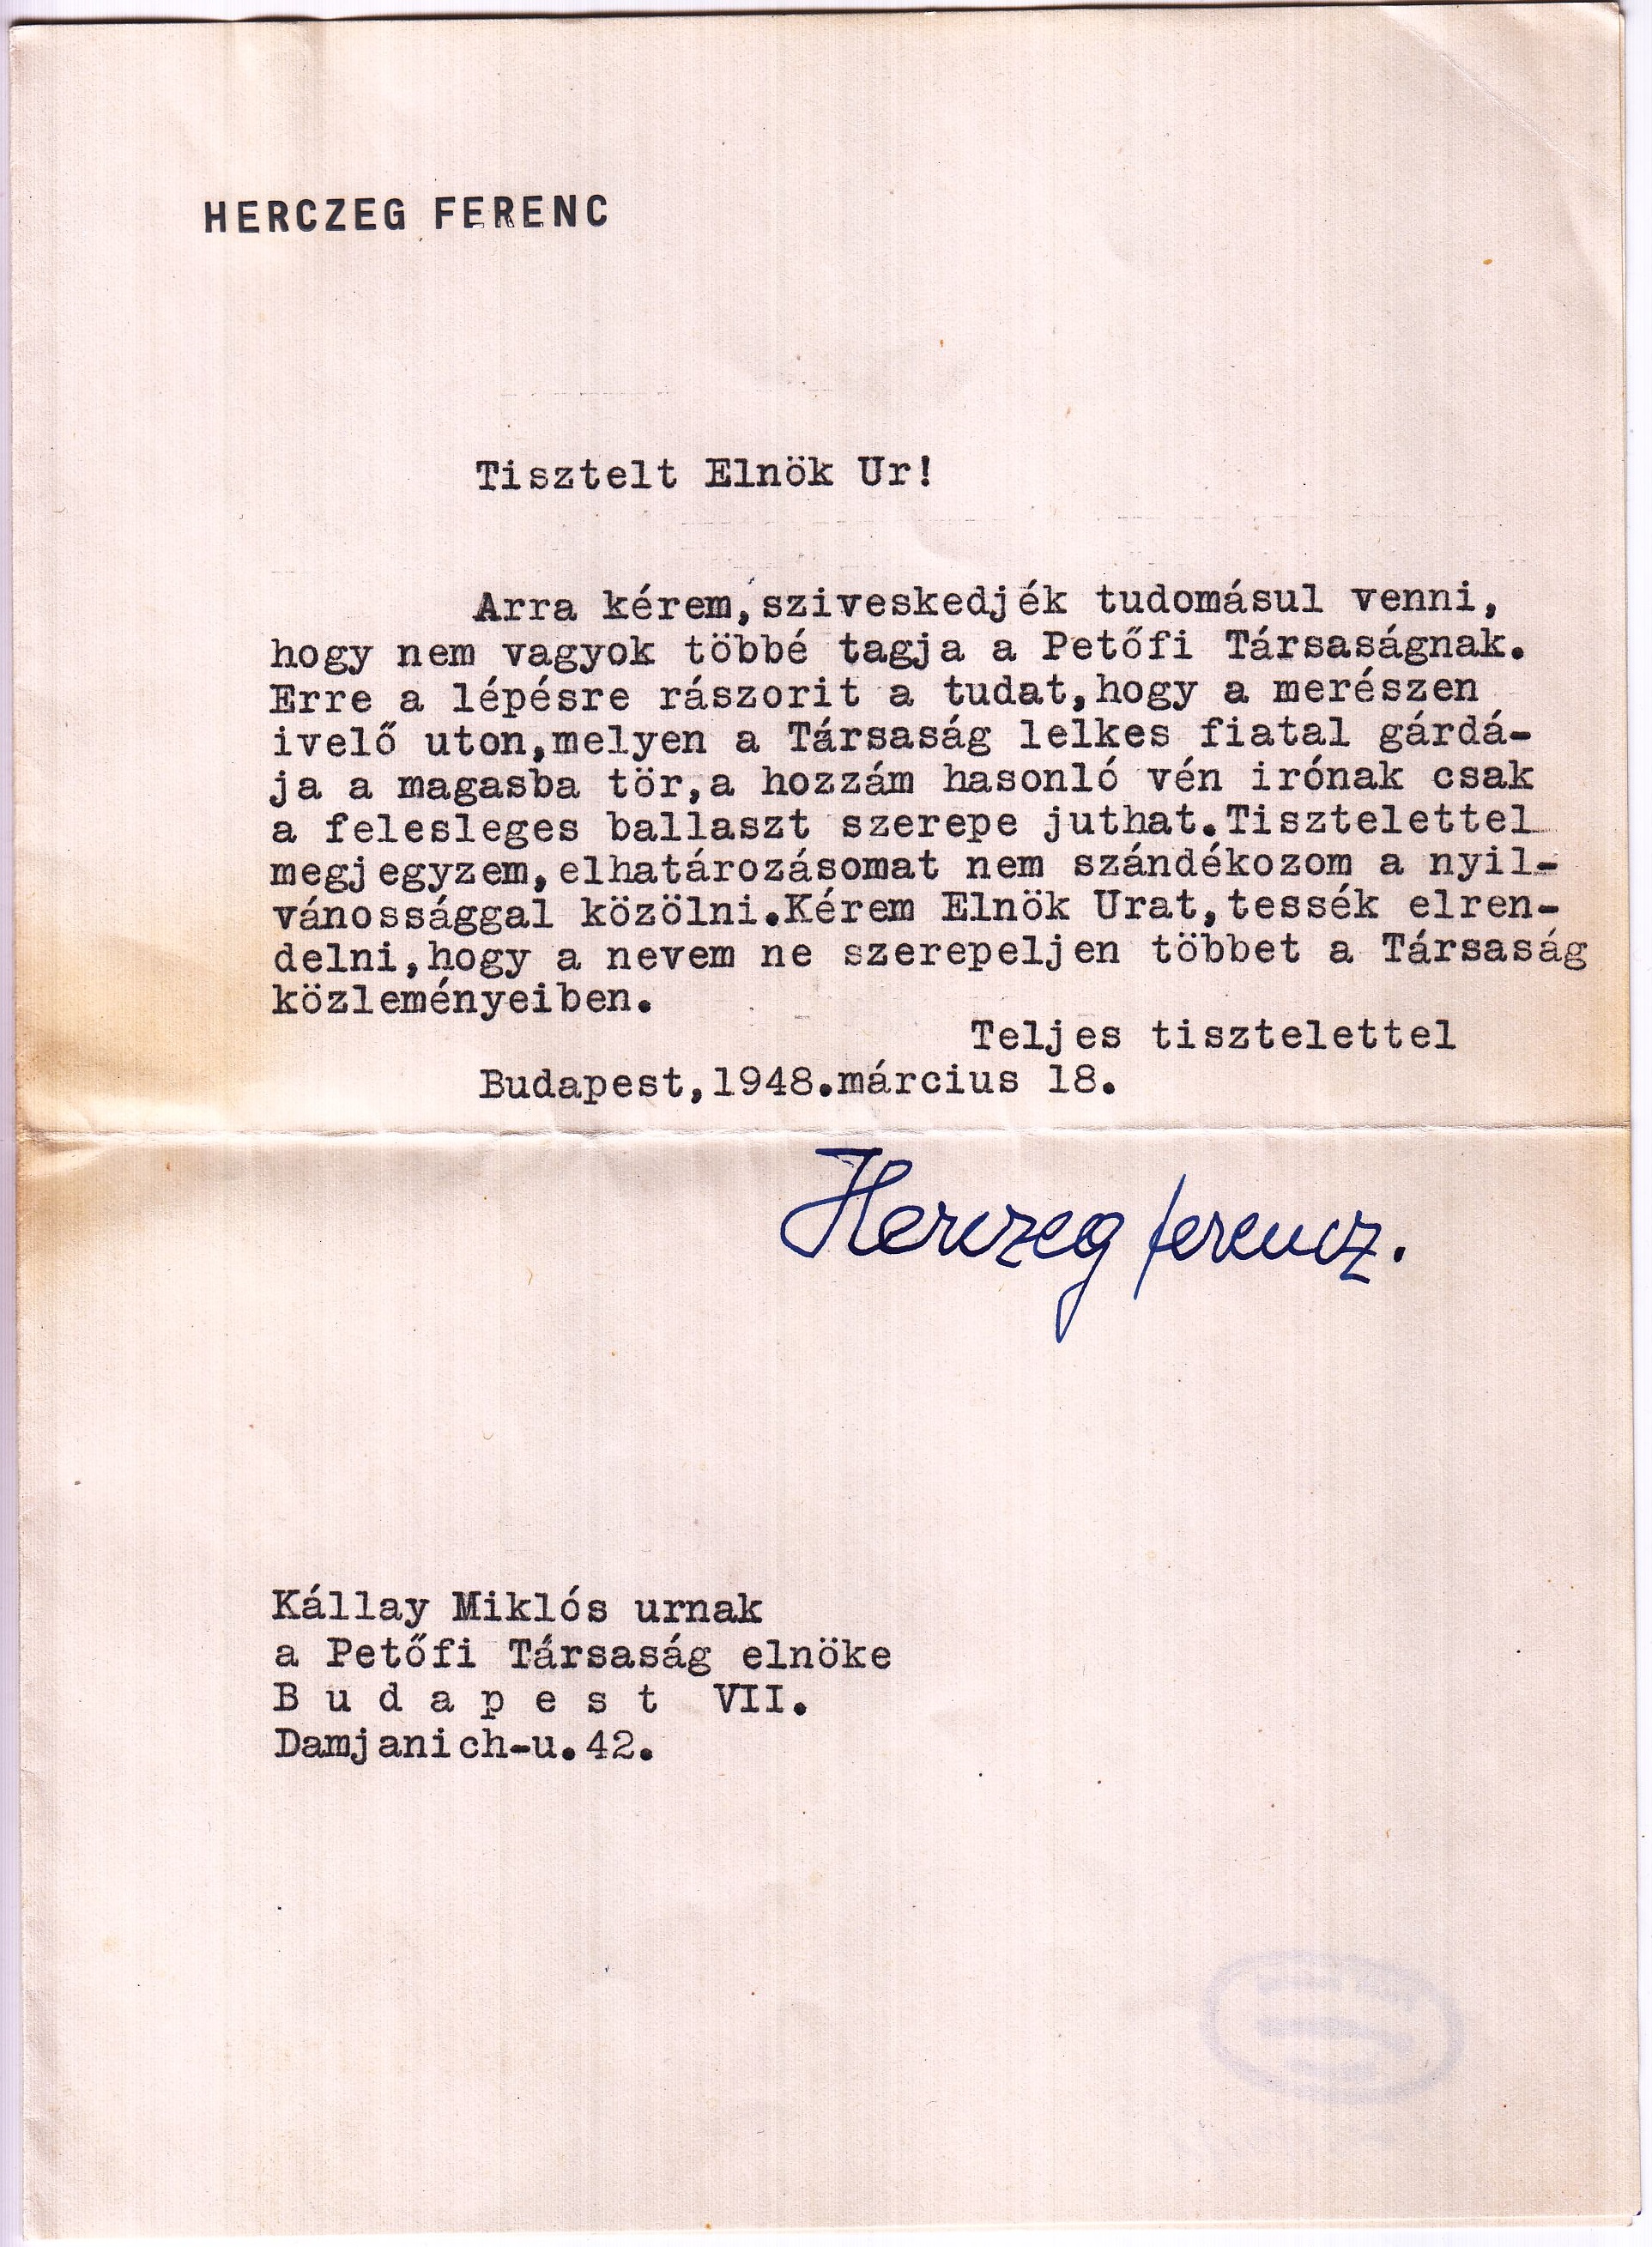 HERCZEG FERENC
Tisztelt Elnök Ur!
Arra kérem,sziveskedjék tudomásul venni,
hogy nem vagyok többé tagja a Petőfi Társaságnak.
Erre a lépésre rászorit a tudat,hogy a merészen
ivelő uton,melyen a Társaság lelkes fiatal gárdá-
ja a magasba tör,a hozzám hasonló vén irónak csak
a felesleges ballaszt szerepe juthat.Tisztelettel
megjegyzem,elhatározásomat nem szándékozom a nyil-
vánossággal közölni.Kérem Elnök Urat,tessék elren-
delni,hogy a nevem ne szerepeljen többet a Társaság
közleményeiben.
Teljes tisztelettel
Budapest,1948.március 18.
Herczeg Ferencz.
Kállay Miklós urnak
a Petőfi Társaság elnöke
B u d a p e s t VII.
Damjanich-u.42.